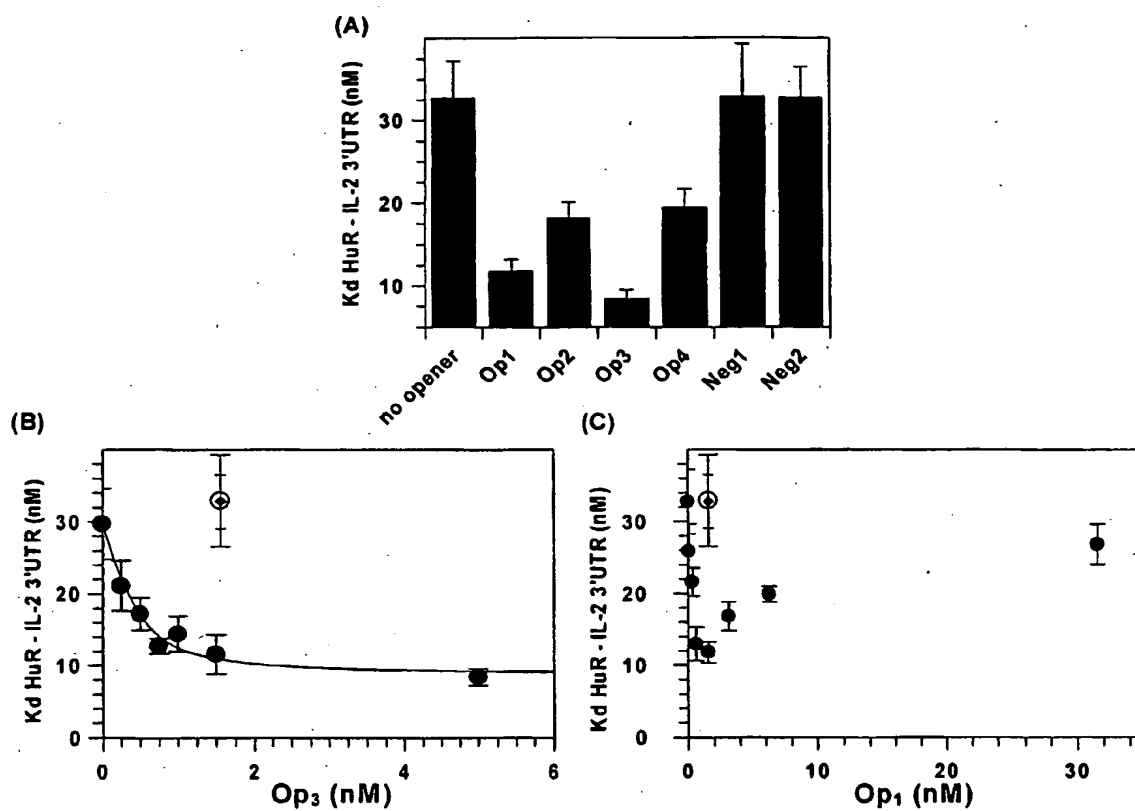 (A)
Kd HuR - IL-2 3'UTR (nM)
30
20
10
no opener
Op1
Op2
Op3
Op4
Neg1
Neg2
(B)
Kd HuR - IL-2 3'UTR (nM)
30
20
10
0
0
2
4
6
Op3 (nM)
(C)
Kd HuR - IL-2 3'UTR (nM)
30
20
10
0
0
10
20
30
Op1 (nM)